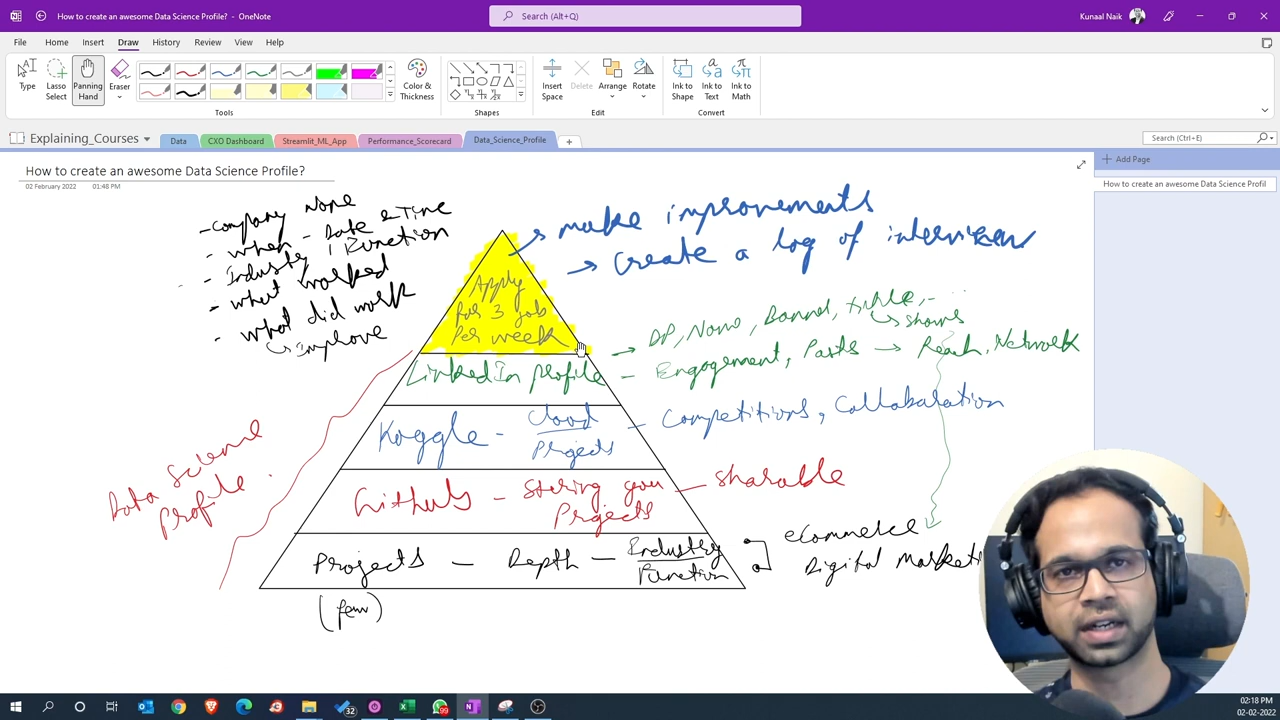 How to create an awesome Data Science Profile? - OneNote
Search (Alt+Q)
Kunaal Naik
File Home Insert Draw History Review View Help
Type
Lasso Select
Panning Hand
Eraser
Color & Thickness
Insert Space
Delete
Arrange
Rotate
Ink to Shape
Ink to Text
Ink to Math
Tools
Shapes
Edit
Convert
Explaining_Courses
Data
CXO Dashboard
Streamlit_ML_App
Performance_Scorecard
Data_Science_Profile
Search (Ctrl+E)
Add Page
How to create an awesome Data Science Profil
How to create an awesome Data Science Profile?
02 February 2022 01:48 PM
- Company Name
- when - Date & Time
- Industry / Function
- what worked
- what did work
Improve
make improvements
→ create a log of interviews
Apply
for 3 job
Per week
→ DP, Name, Banner, title, - ..
shows
LinkedIn profile - Engagement, Posts → Reach, Network
Kaggle - Cloud Projects - Competitions, Collaboration
Data Science
profile
Github - Storing your Projects - sharable
Projects - Depth - Industry Function
eCommerce
Digital Marketi
(few)
32
99
02:18 PM
02-02-2022